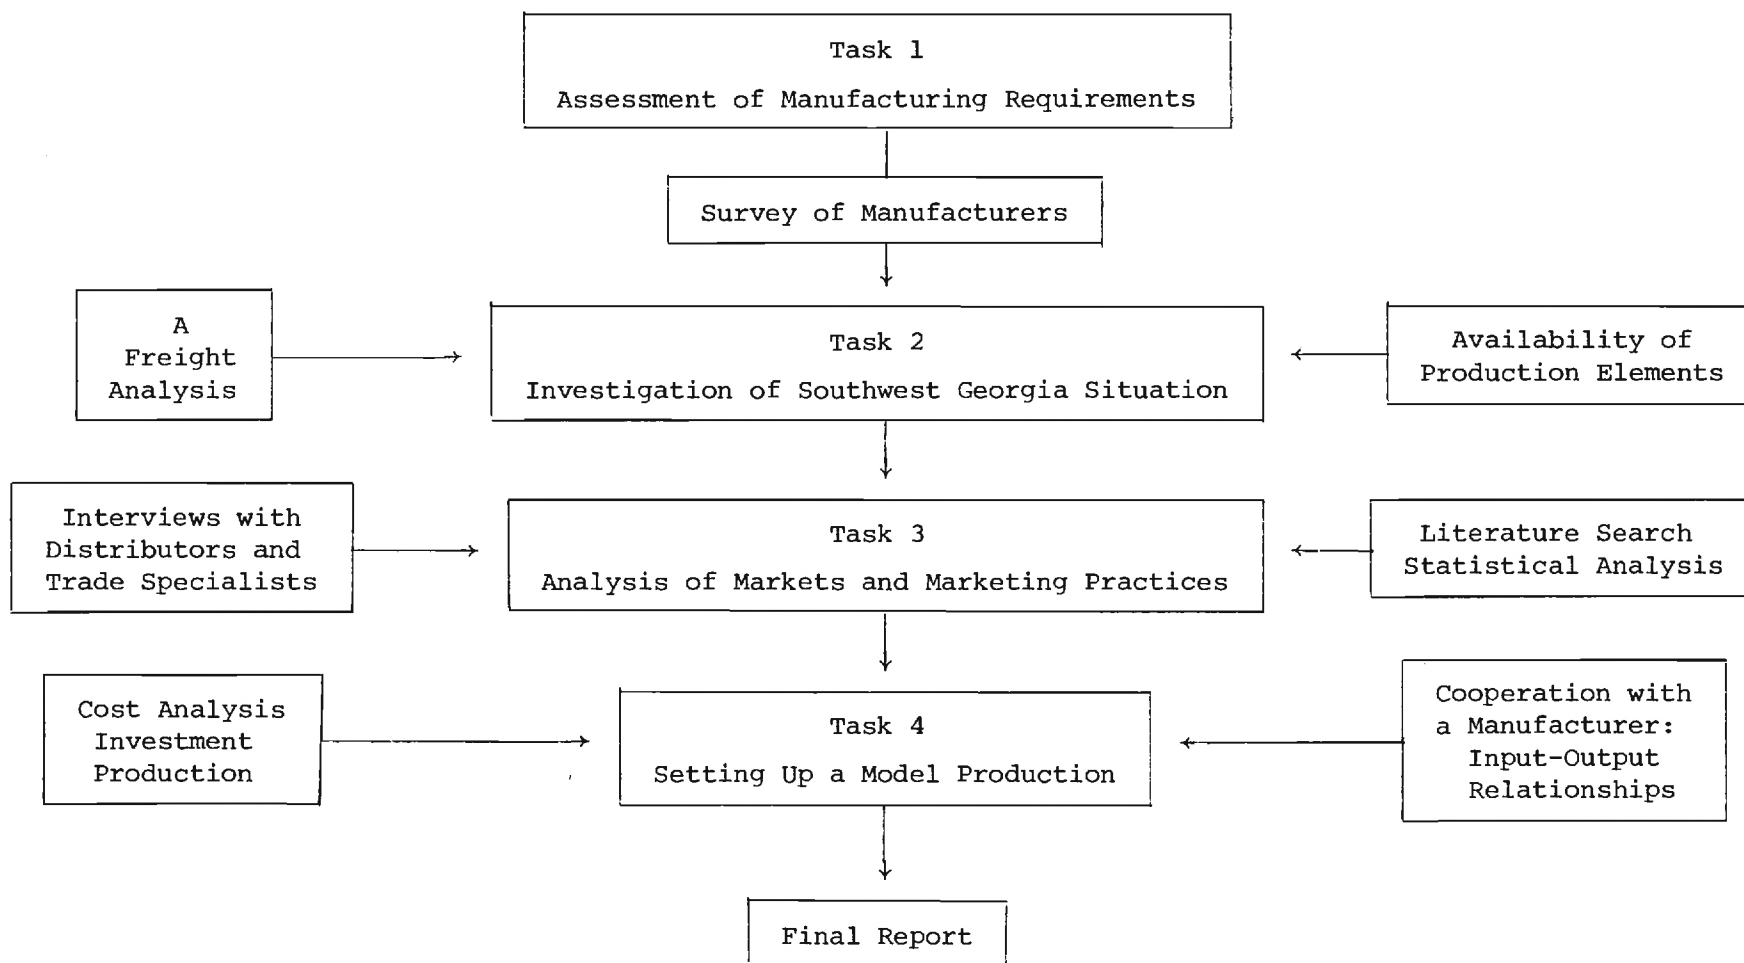 Task 1
Assessment of Manufacturing Requirements
Survey of Manufacturers
A
Freight
Analysis
Task 2
Investigation of Southwest Georgia Situation
Availability of
Production Elements
Interviews with
Distributors and
Trade Specialists
Task 3
Analysis of Markets and Marketing Practices
Literature Search
Statistical Analysis
Cost Analysis
Investment
Production
Task 4
Setting Up a Model Production
Cooperation with
a Manufacturer:
Input-Output
Relationships
Final Report